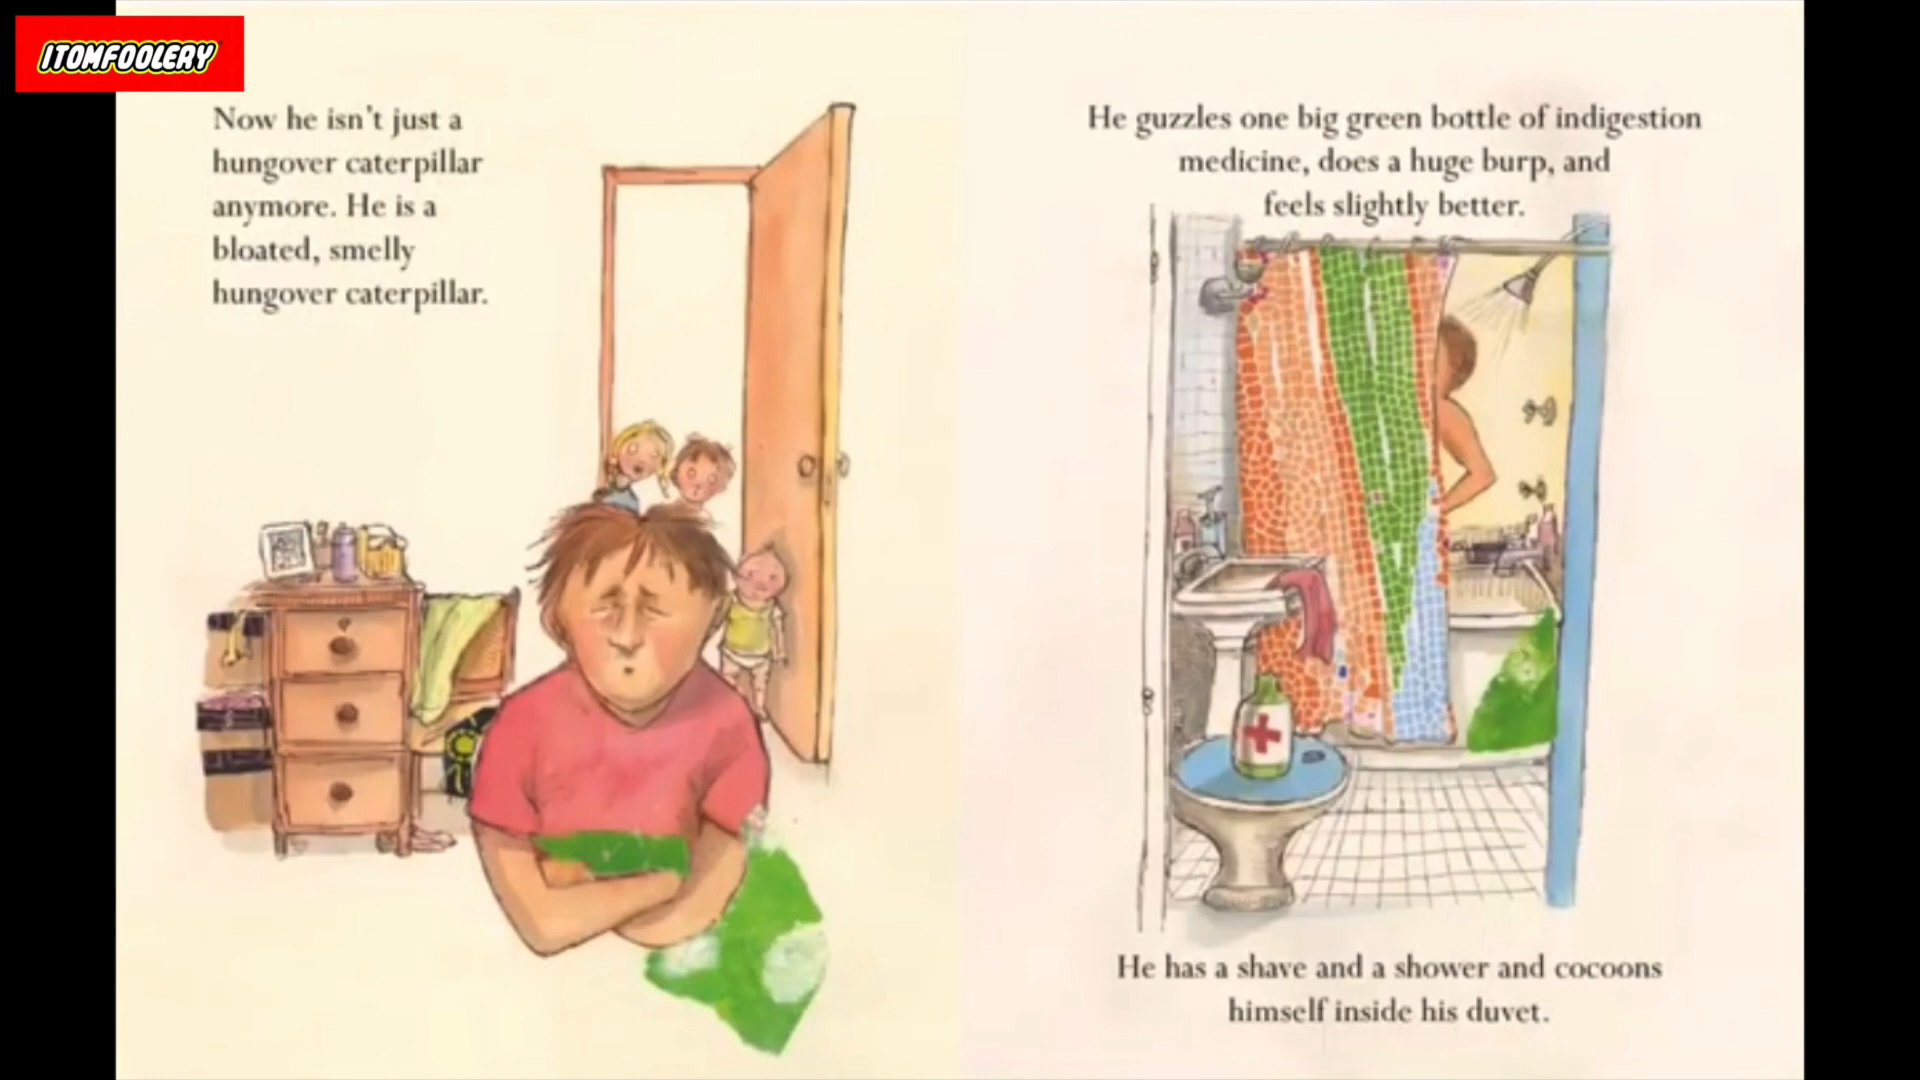 ITOMFOOLERY
Now he isn't just a
hungover caterpillar
anymore. He is a
bloated, smelly
hungover caterpillar.
He guzzles one big green bottle of indigestion
medicine, does a huge burp, and
feels slightly better.
He has a shave and a shower and cocoons
himself inside his duvet.